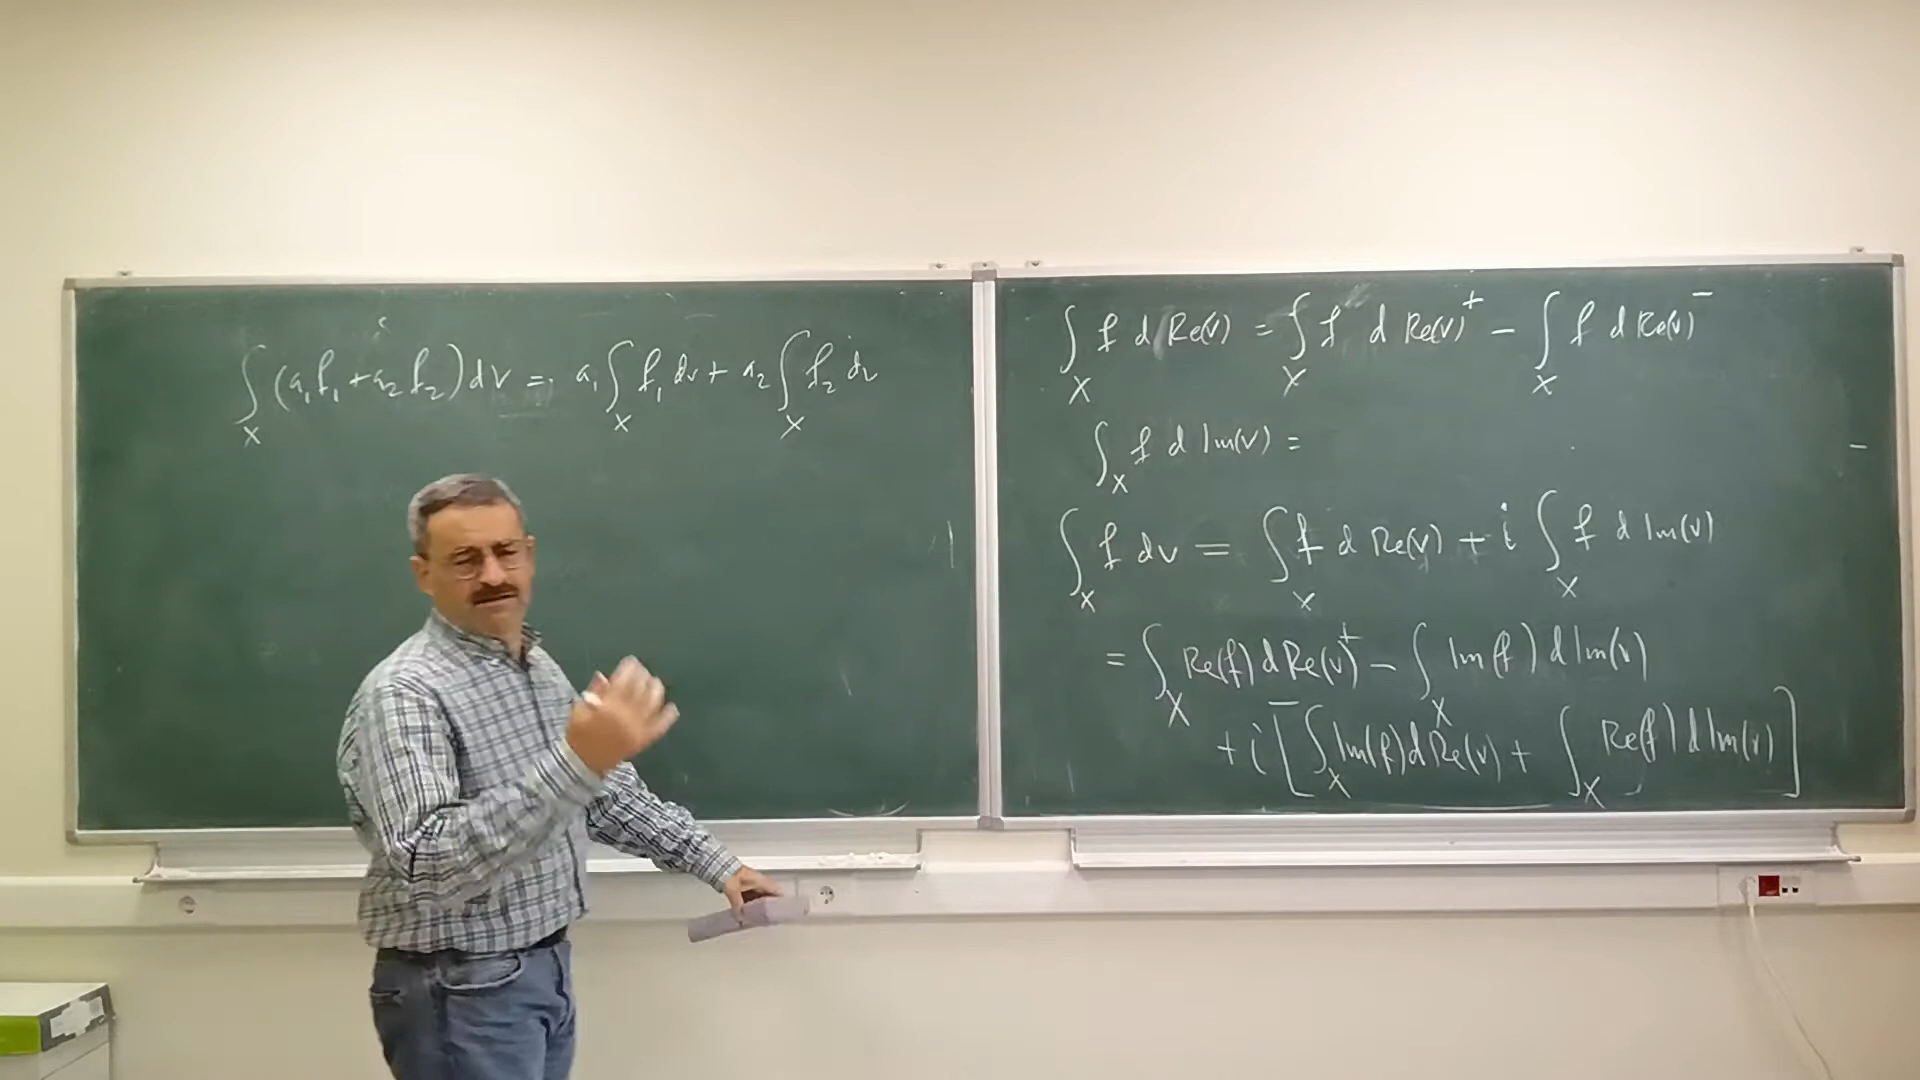 ∫_X (a₁f₁ + a₂f₂) dν = a₁ ∫_X f₁ dν + a₂ ∫_X f₂ dν
∫_X f d Re(ν) = ∫_X f d Re(ν)⁺ − ∫_X f d Re(ν)⁻
∫_X f d Im(ν) =
∫_X f dν = ∫_X f d Re(ν) + i ∫_X f d Im(ν)
= ∫_X Re(f) d Re(ν)⁺ − ∫_X Im(f) d Im(ν)
+ i [∫_X Im(f) d Re(ν) + ∫_X Re(f) d Im(ν)]